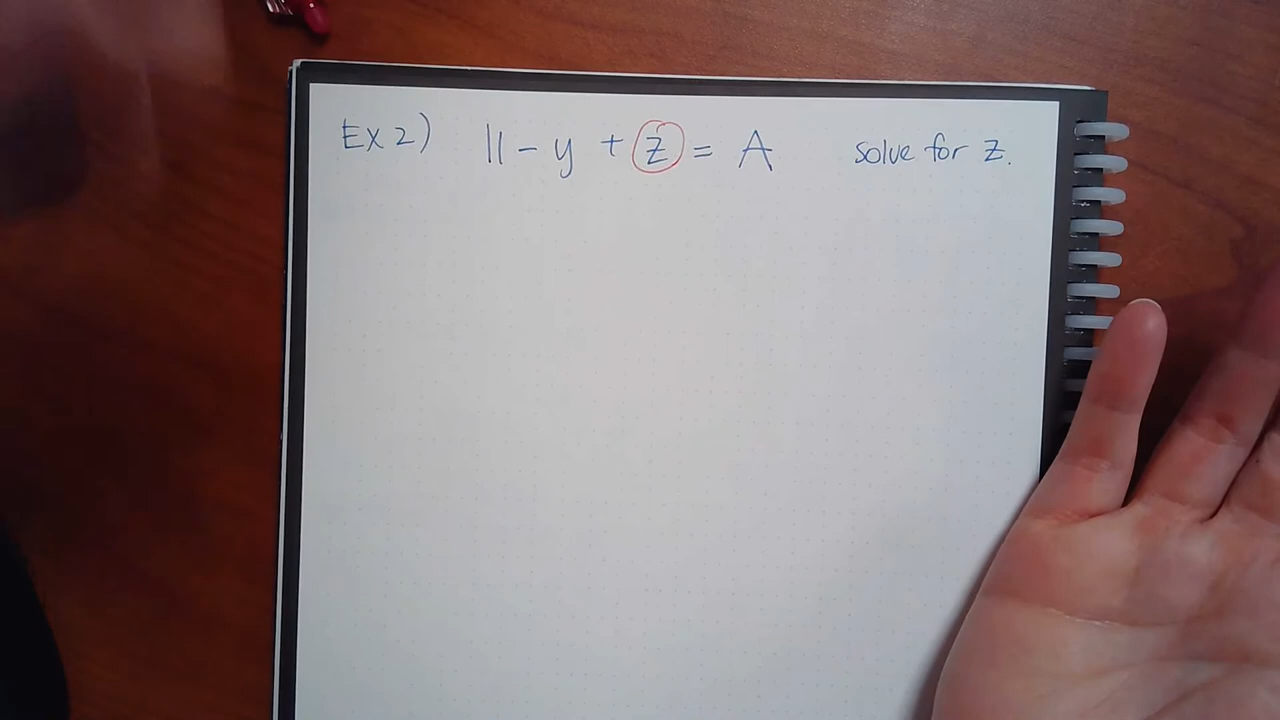 Ex 2) 11 - y + z = A solve for z.